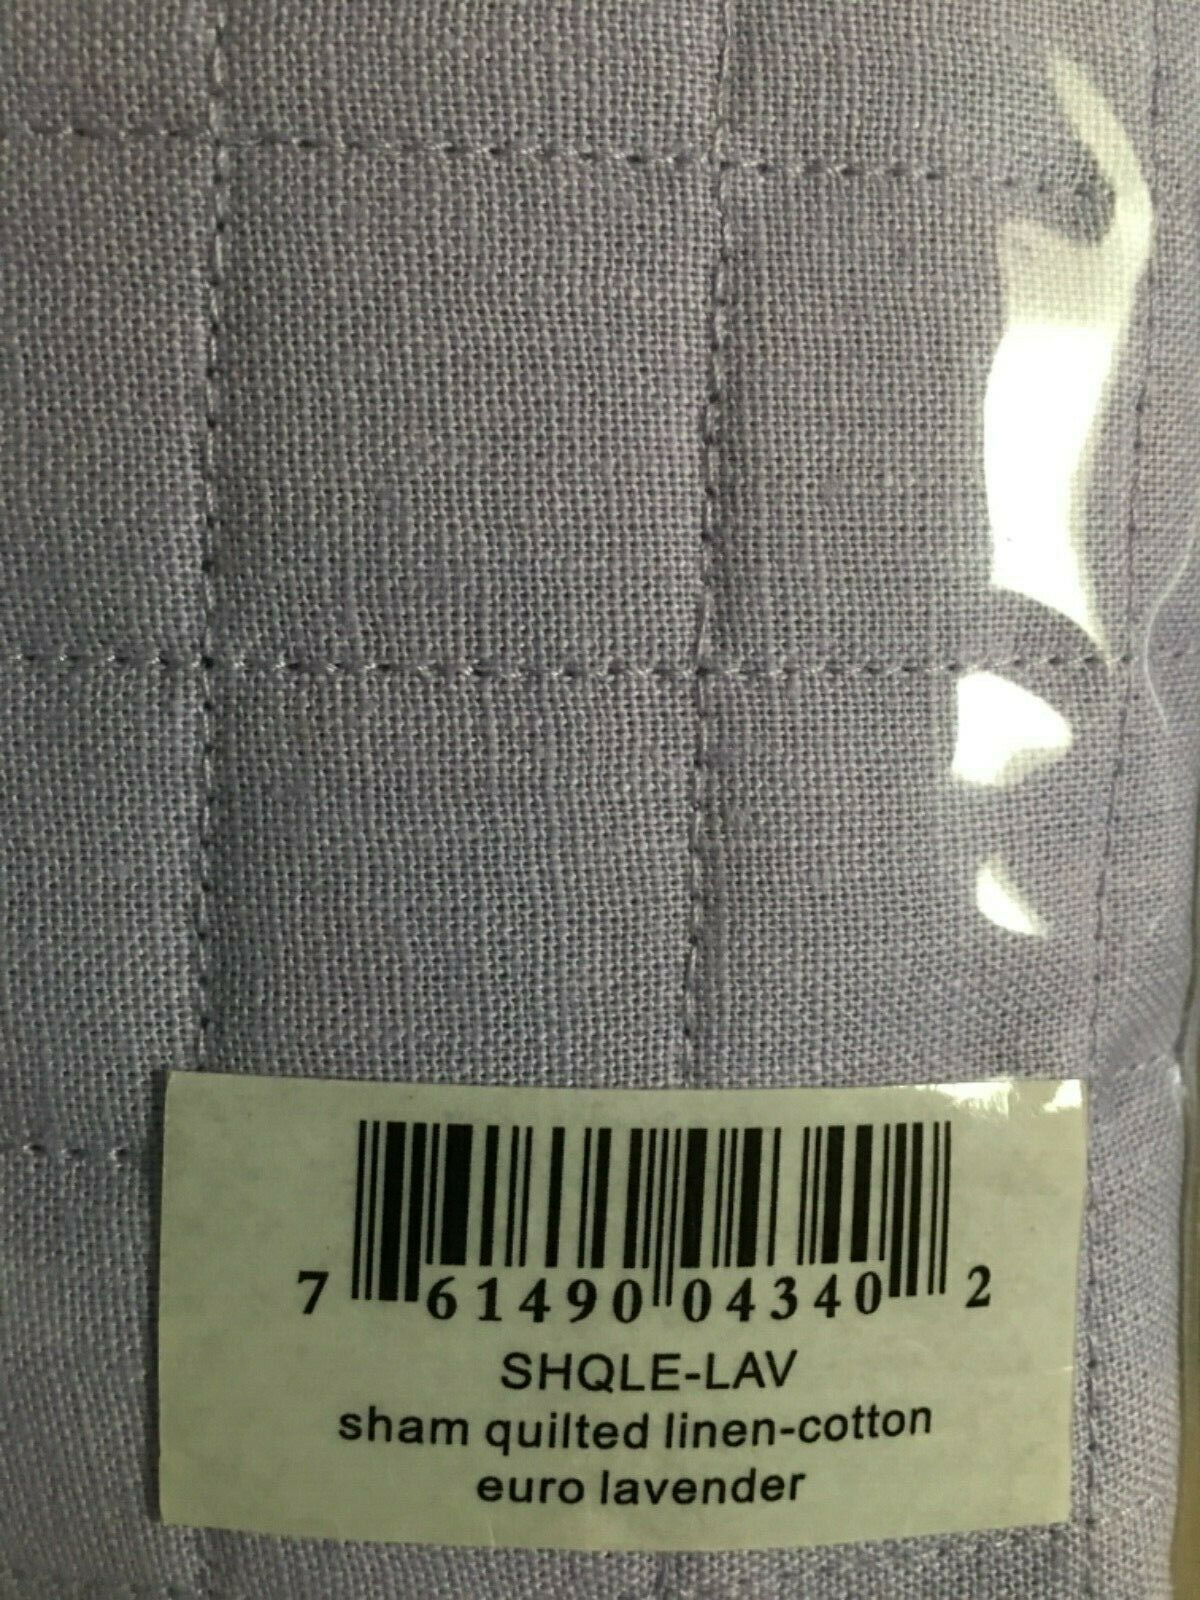 7 61490 04340 2
SHQLE-LAV
sham quilted linen-cotton
euro lavender